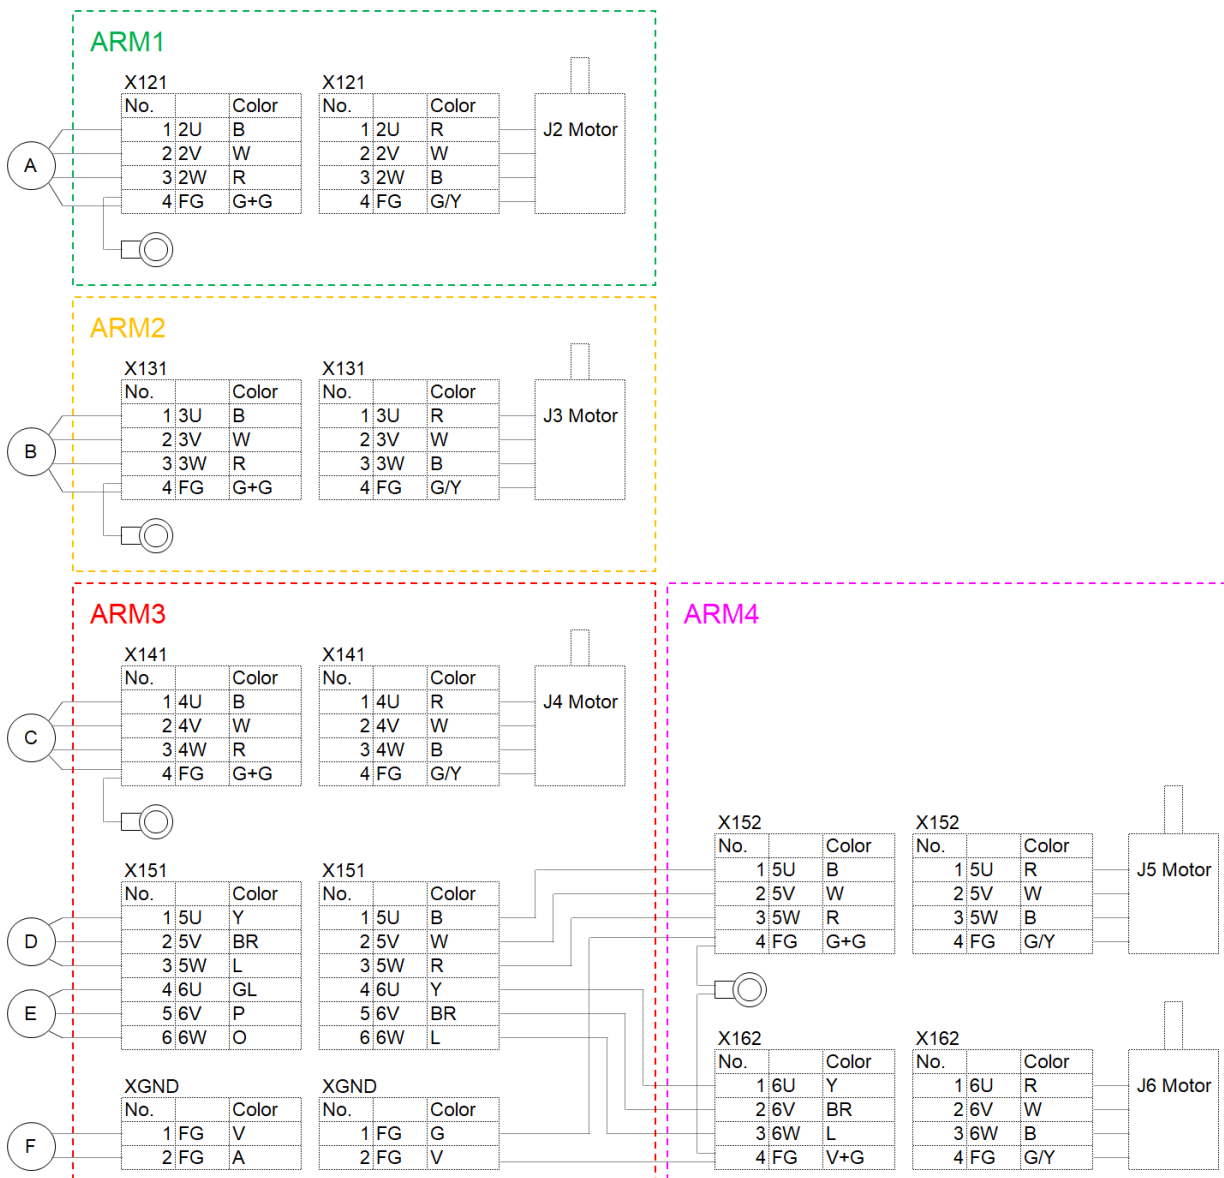 ARM1
X121 X121
No. Color No. Color
1 2U B 1 2U R J2 Motor
2 2V W 2 2V W
A
3 2W R 3 2W B
4 FG G+G 4 FG G/Y
ARM2
X131 X131
No. Color No. Color
1 3U B 1 3U R J3 Motor
2 3V W 2 3V W
B
3 3W R 3 3W B
4 FG G+G 4 FG G/Y
ARM3
X141 X141
No. Color No. Color
1 4U B 1 4U R J4 Motor
2 4V W 2 4V W
C
3 4W R 3 4W B
4 FG G+G 4 FG G/Y
X151 X151
No. Color No. Color
1 5U Y 1 5U B
D 2 5V BR 2 5V W
3 5W L 3 5W R
4 6U GL 4 6U Y
E 5 6V P 5 6V BR
6 6W O 6 6W L
XGND XGND
No. Color No. Color
1 FG V 1 FG G
F
2 FG A 2 FG V
ARM4
X152 X152
No. Color No. Color
1 5U B 1 5U R J5 Motor
2 5V W 2 5V W
3 5W R 3 5W B
4 FG G+G 4 FG G/Y
X162 X162
No. Color No. Color
1 6U Y 1 6U R J6 Motor
2 6V BR 2 6V W
3 6W L 3 6W B
4 FG V+G 4 FG G/Y